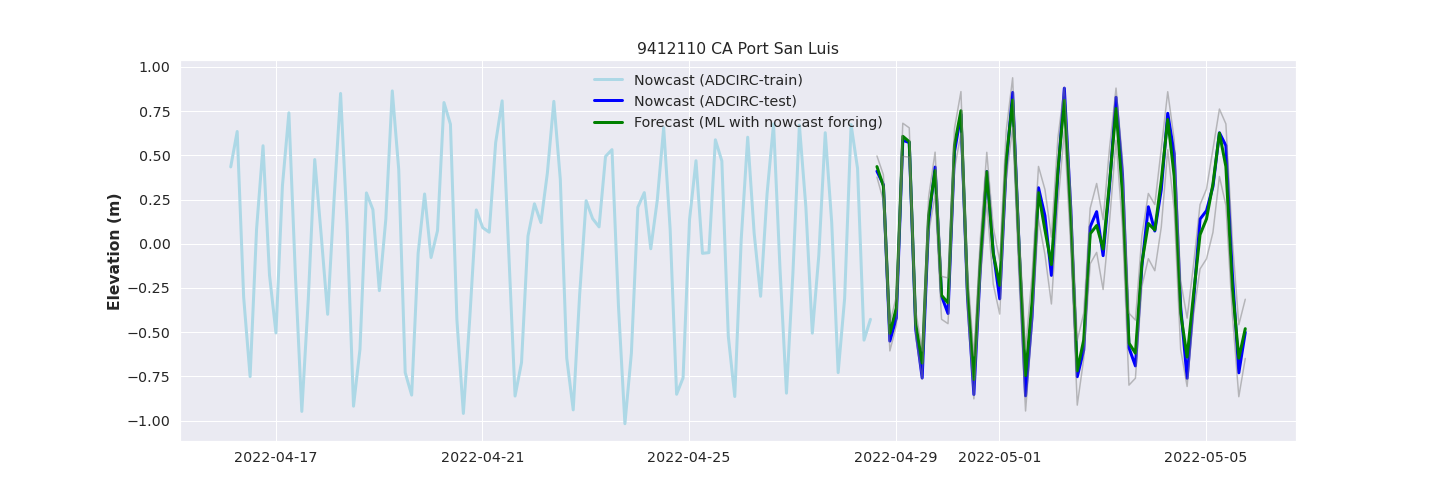 9412110 CA Port San Luis
Nowcast (ADCIRC-train)
Nowcast (ADCIRC-test)
Forecast (ML with nowcast forcing)
Elevation (m)
1.00
0.75
0.50
0.25
0.00
−0.25
−0.50
−0.75
−1.00
2022-04-17 2022-04-21 2022-04-25 2022-04-29 2022-05-01 2022-05-05